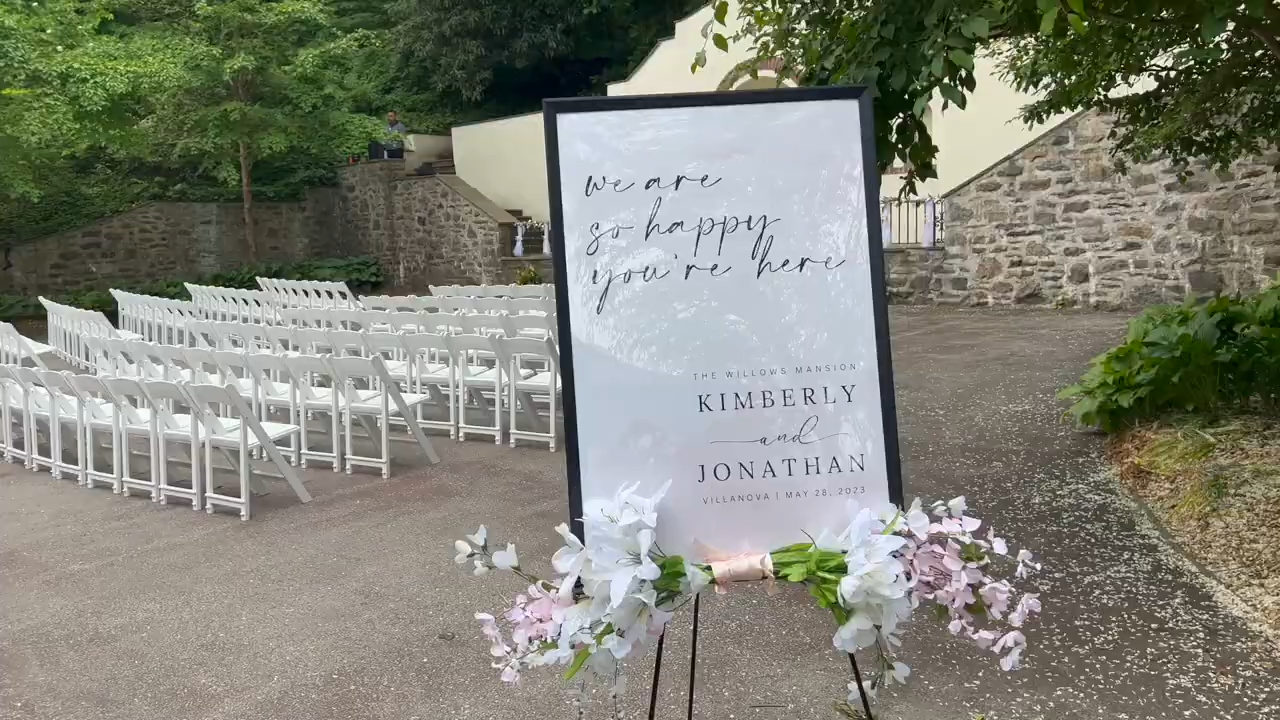 we are
so happy
you're here
THE WILLOWS MANSION
KIMBERLY
and
JONATHAN
VILLANOVA | MAY 28, 2023